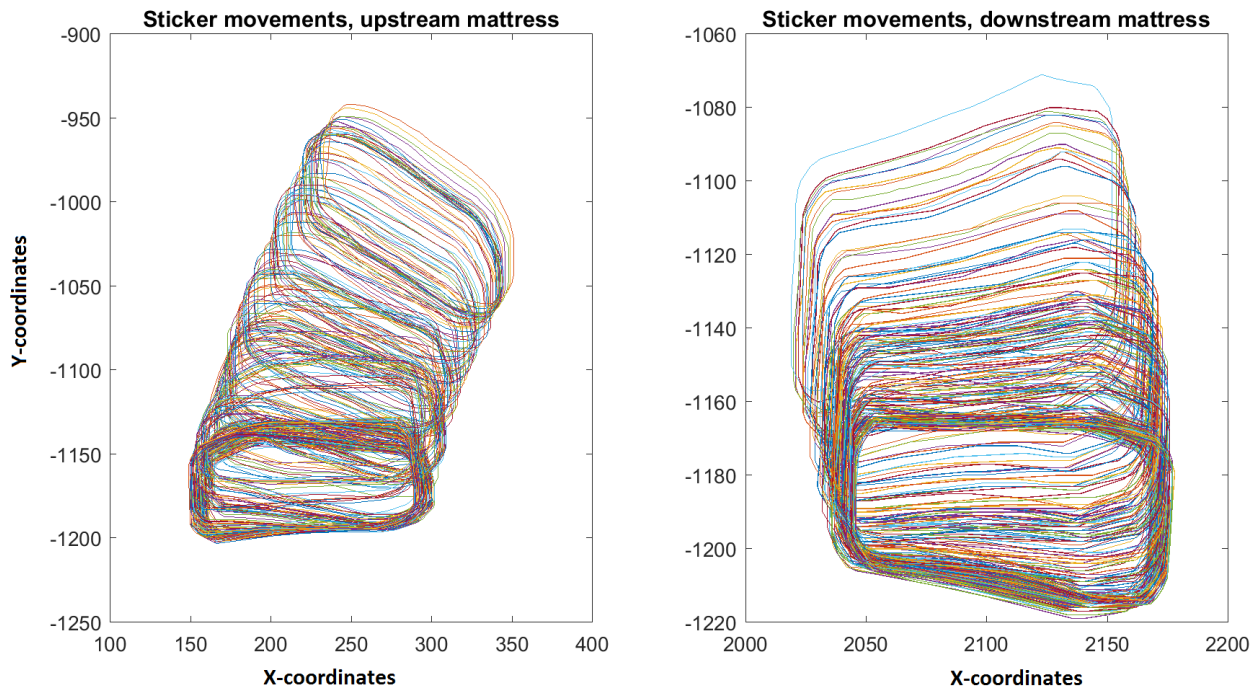 Sticker movements, upstream mattress
-900
-950
-1000
-1050
-1100
-1150
-1200
-1250
100 150 200 250 300 350 400
X-coordinates
Y-coordinates
Sticker movements, downstream mattress
-1060
-1080
-1100
-1120
-1140
-1160
-1180
-1200
-1220
2000 2050 2100 2150 2200
X-coordinates